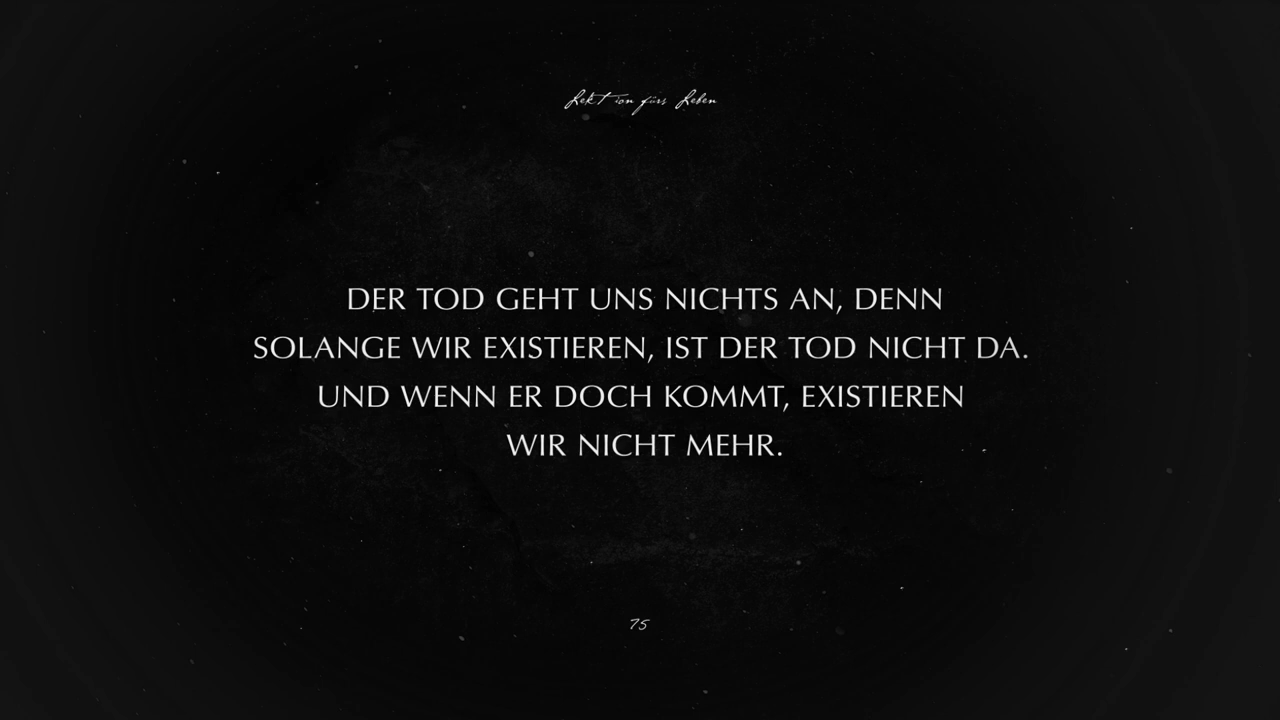 Lektion fürs Leben
DER TOD GEHT UNS NICHTS AN, DENN
SOLANGE WIR EXISTIEREN, IST DER TOD NICHT DA.
UND WENN ER DOCH KOMMT, EXISTIEREN
WIR NICHT MEHR.
75